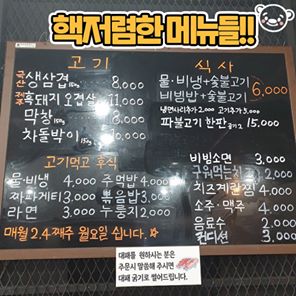 핵저렴한 메뉴들!!
고기
국산 생삼겹 150g 8,000
흑돼지 오겹살 11,000
막창 150g 8,000
차돌박이 150g 8,000
식사
물·비냉+숯불고기 6,000
비빔밥+숯불고기
냉면사리추가 2,000 고기추가 5,000
파불고기 한판 15,000
고기먹고 후식
물·비냉 4,000 주먹밥 4,000
짜파게티 3,000 볶음밥 3,000
라면 3,000 누룽지 2,000
매월 2.4째주 월요일 쉽니다.
비빔소면 3,000
구워먹는치즈
치즈계란찜 4,000
소주·맥주 4,000
음료수 2,000
컨디션 3,000
대패를 원하시는 분은
주문시 말씀해 주시면
대패 굵기로 썰어드립니다.